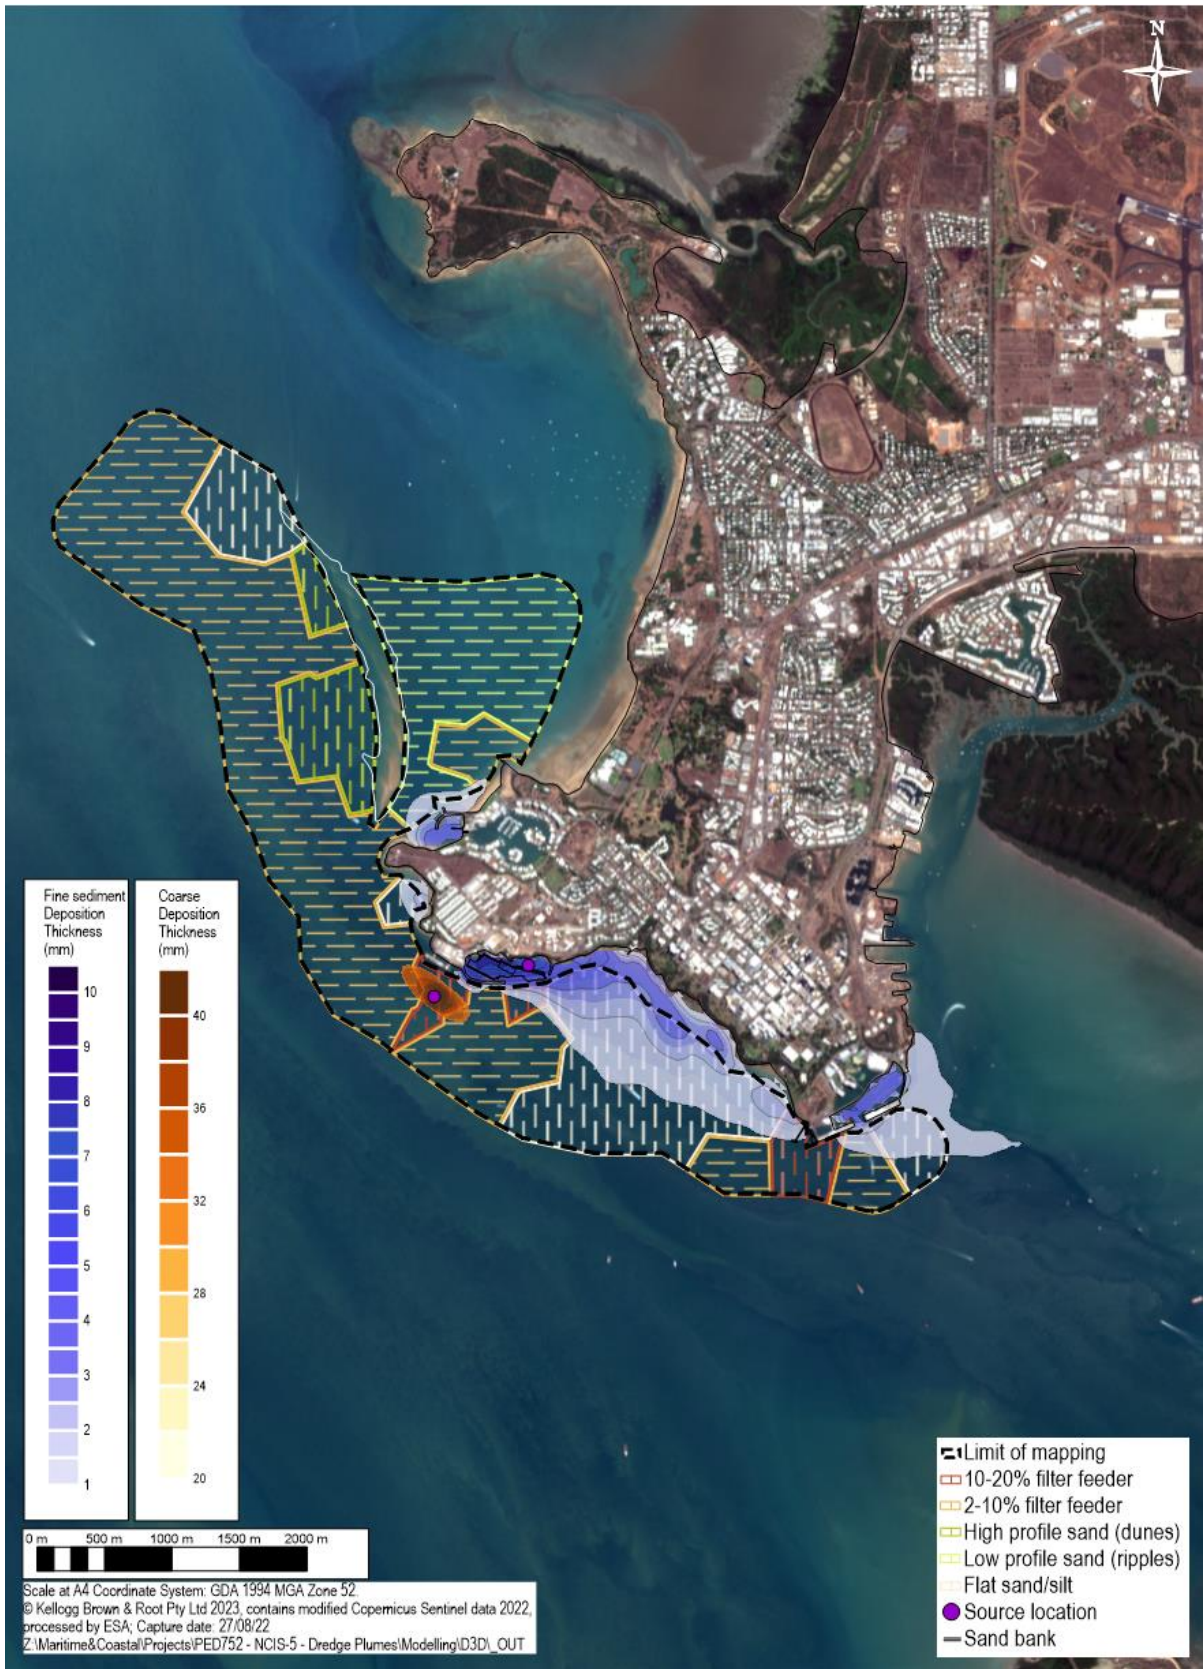 N
Fine sediment
Deposition
Thickness
(mm)
10
9
8
7
6
5
4
3
2
1
Coarse
Deposition
Thickness
(mm)
40
36
32
28
24
20
0 m 500 m 1000 m 1500 m 2000 m
Scale at A4 Coordinate System: GDA 1994 MGA Zone 52.
© Kellogg Brown & Root Pty Ltd 2023, contains modified Copernicus Sentinel data 2022,
processed by ESA; Capture date: 27/08/22
Z:\Maritime&Coastal\Projects\PED752 - NCIS-5 - Dredge Plumes\Modelling\D3D\_OUT
Limit of mapping
10-20% filter feeder
2-10% filter feeder
High profile sand (dunes)
Low profile sand (ripples)
Flat sand/silt
Source location
Sand bank